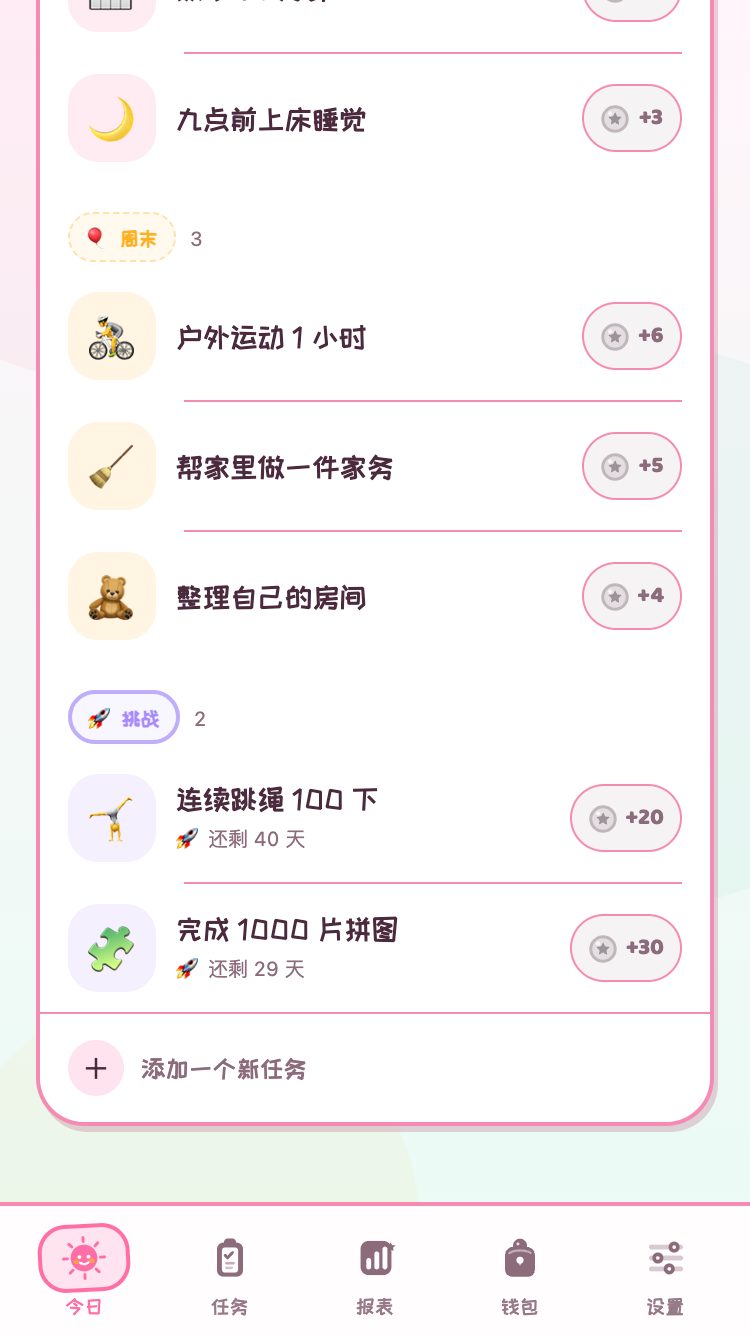 九点前上床睡觉
+3
周末 3
户外运动 1 小时
+6
帮家里做一件家务
+5
整理自己的房间
+4
挑战 2
连续跳绳 100 下
还剩 40 天
+20
完成 1000 片拼图
还剩 29 天
+30
添加一个新任务
今日 任务 报表 钱包 设置